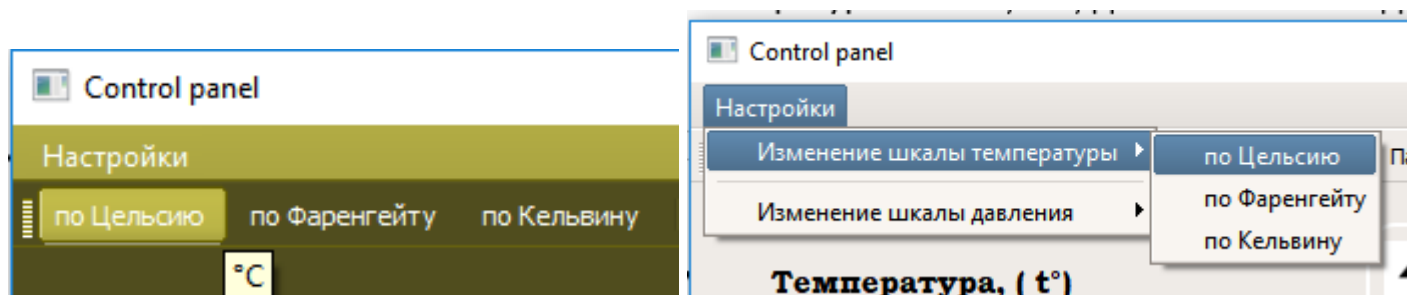 Control panel
Настройки
по Цельсию по Фаренгейту по Кельвину
°C
Control panel
Настройки
Изменение шкалы температуры
по Цельсию
по Фаренгейту
по Кельвину
Изменение шкалы давления
Температура, ( t°)